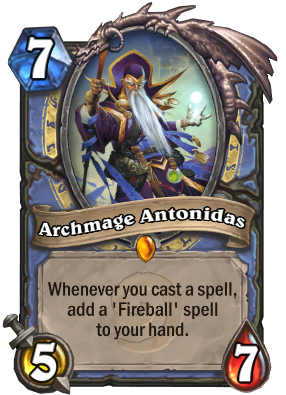 7
Archmage Antonidas
Whenever you cast a spell,
add a 'Fireball' spell
to your hand.
5
7